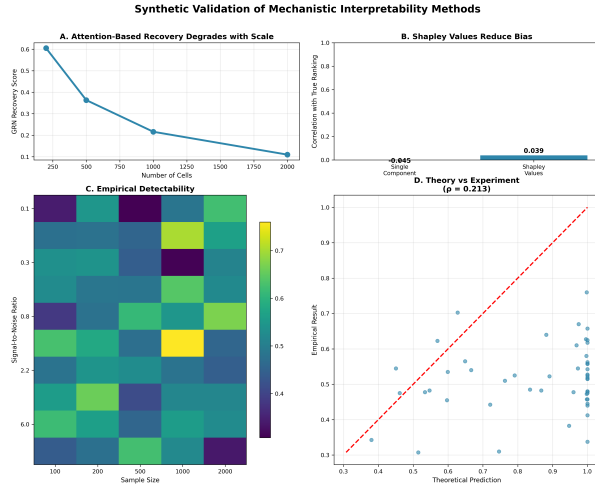 Synthetic Validation of Mechanistic Interpretability Methods
A. Attention-Based Recovery Degrades with Scale
GRN Recovery Score
0.6
0.5
0.4
0.3
0.2
0.1
250 500 750 1000 1250 1500 1750 2000
Number of Cells
B. Shapley Values Reduce Bias
Correlation with True Ranking
1.0
0.8
0.6
0.4
0.2
0.0
-0.045
0.039
Single
Component
Shapley
Values
C. Empirical Detectability
Signal-to-Noise Ratio
0.1
0.3
0.8
2.2
6.0
100 200 500 1000 2000
Sample Size
0.7
0.6
0.5
0.4
D. Theory vs Experiment
(ρ = 0.213)
Empirical Result
1.0
0.9
0.8
0.7
0.6
0.5
0.4
0.3
0.3 0.4 0.5 0.6 0.7 0.8 0.9 1.0
Theoretical Prediction